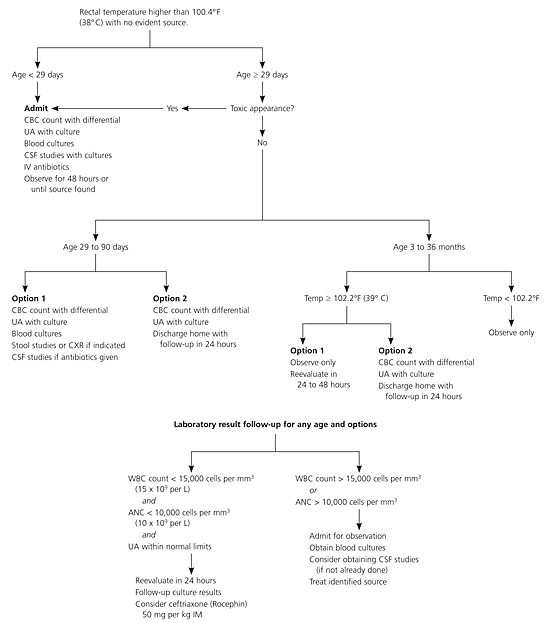 Rectal temperature higher than 100.4°F
(38°C) with no evident source.
Age < 29 days
Age ≥ 29 days
Admit
Yes
Toxic appearance?
CBC count with differential
UA with culture
Blood cultures
CSF studies with cultures
IV antibiotics
Observe for 48 hours or
until source found
No
Age 29 to 90 days
Age 3 to 36 months
Option 1
CBC count with differential
UA with culture
Blood cultures
Stool studies or CXR if indicated
CSF studies if antibiotics given
Option 2
CBC count with differential
UA with culture
Discharge home with
follow-up in 24 hours
Temp ≥ 102.2°F (39° C)
Temp < 102.2°F
Observe only
Option 1
Observe only
Reevaluate in
24 to 48 hours
Option 2
CBC count with differential
UA with culture
Discharge home with
follow-up in 24 hours
Laboratory result follow-up for any age and options
WBC count < 15,000 cells per mm³
(15 x 10⁹ per L)
and
ANC < 10,000 cells per mm³
(10 x 10⁹ per L)
and
UA within normal limits
Reevaluate in 24 hours
Follow-up culture results
Consider ceftriaxone (Rocephin)
50 mg per kg IM
WBC count > 15,000 cells per mm³
or
ANC > 10,000 cells per mm³
Admit for observation
Obtain blood cultures
Consider obtaining CSF studies
(if not already done)
Treat identified source